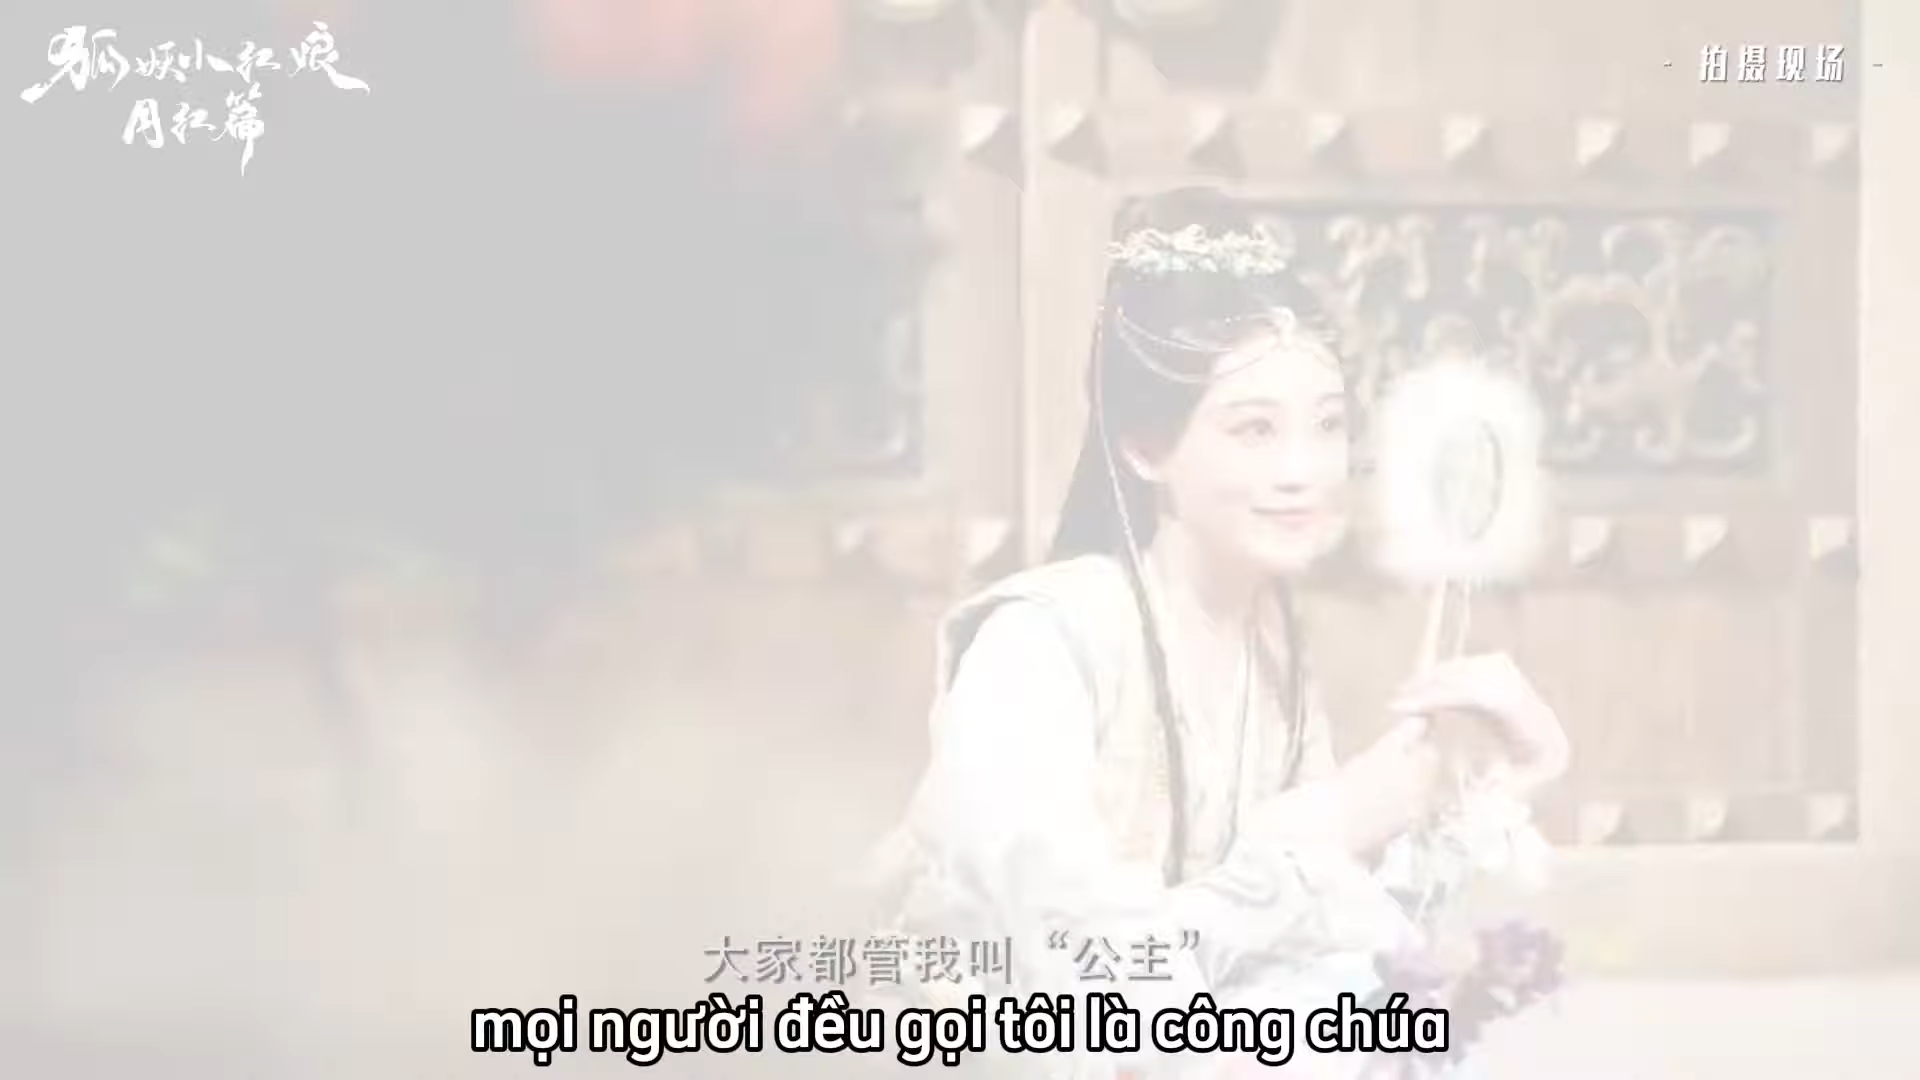 狐妖小红娘
月红篇
- 拍摄现场 -
大家都管我叫“公主”
mọi người đều gọi tôi là công chúa